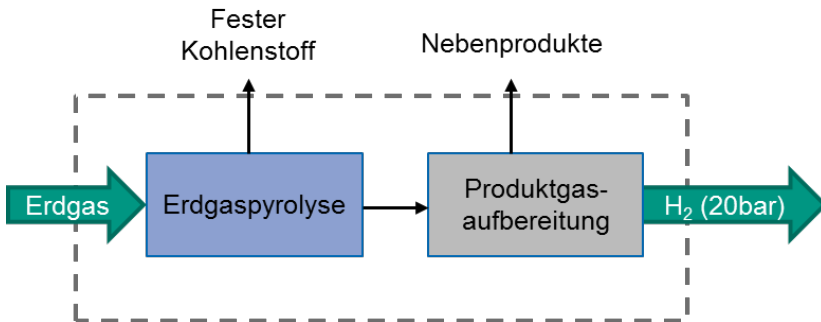 Fester
Kohlenstoff
Nebenprodukte
Erdgas
Erdgaspyrolyse
Produktgas-
aufbereitung
H₂ (20bar)